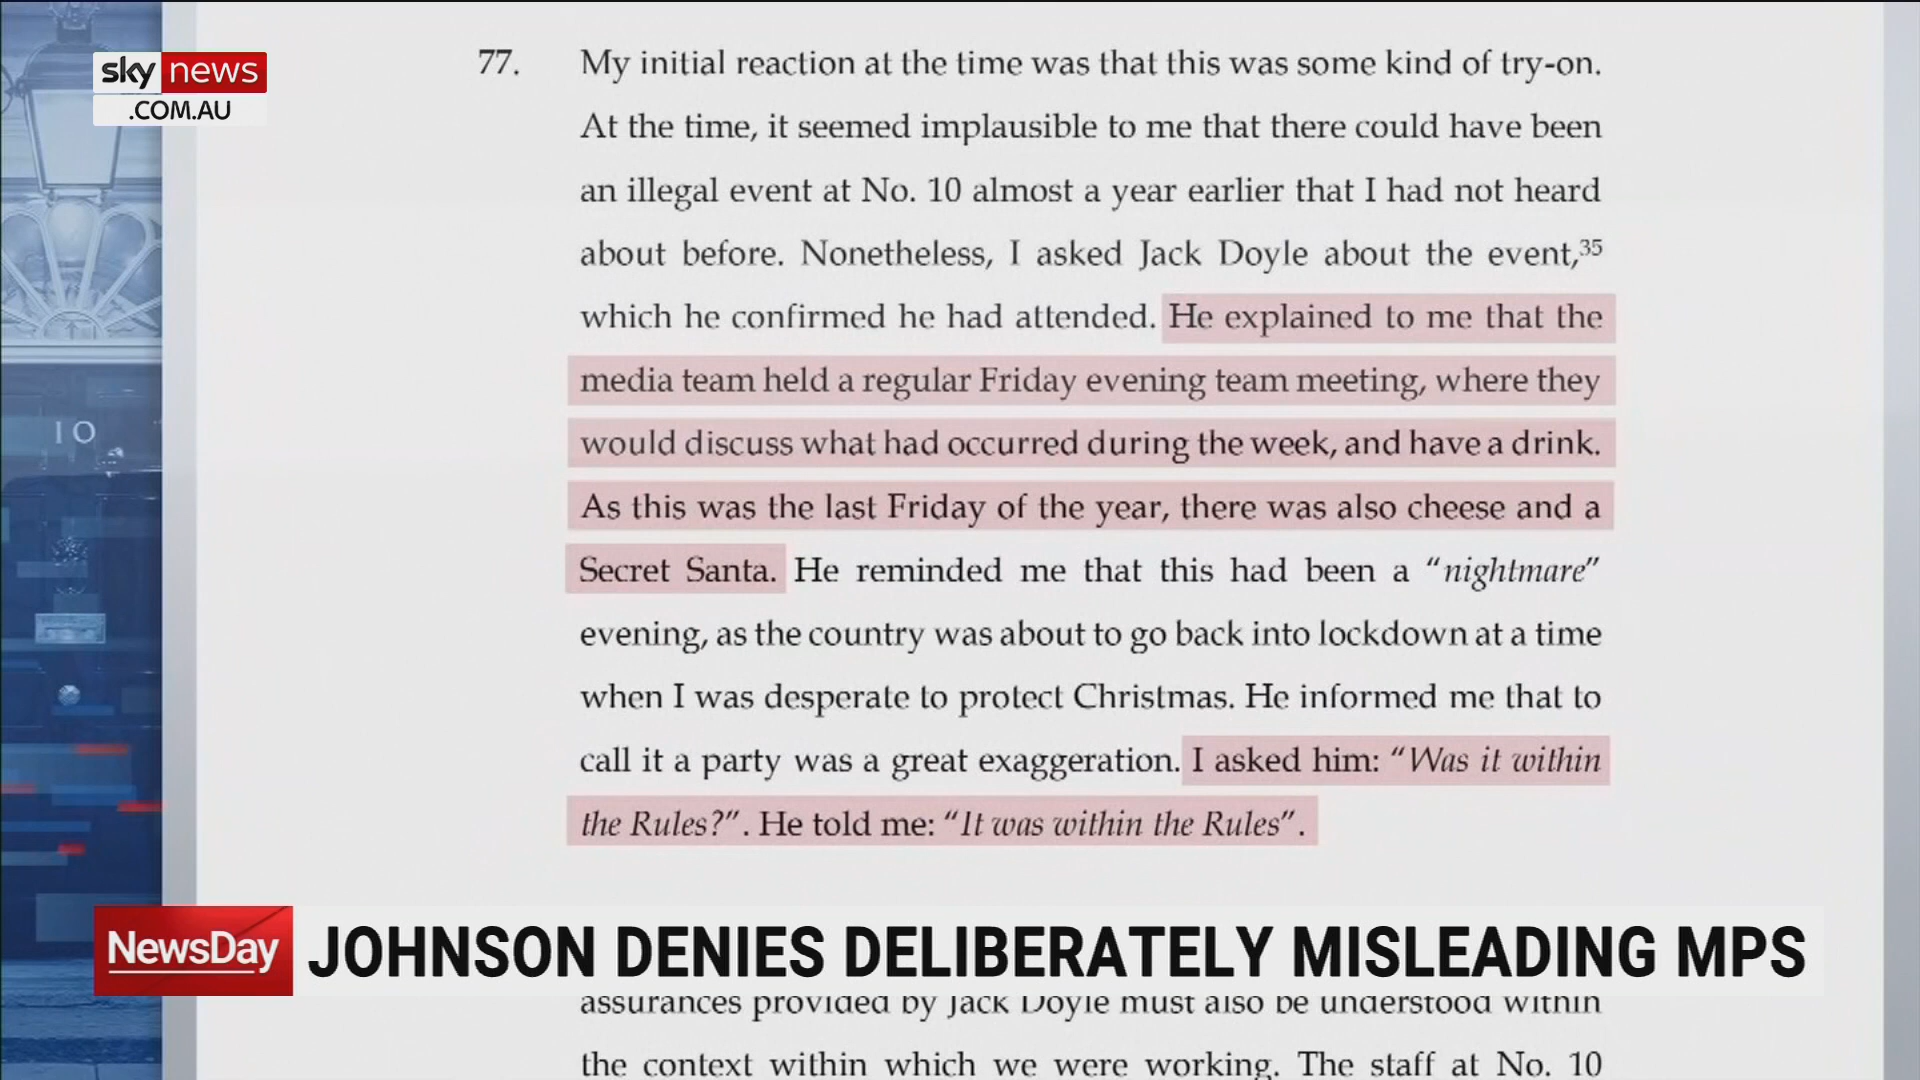 sky news
.COM.AU
10
77. My initial reaction at the time was that this was some kind of try-on.
At the time, it seemed implausible to me that there could have been
an illegal event at No. 10 almost a year earlier that I had not heard
about before. Nonetheless, I asked Jack Doyle about the event,³⁵
which he confirmed he had attended. He explained to me that the
media team held a regular Friday evening team meeting, where they
would discuss what had occurred during the week, and have a drink.
As this was the last Friday of the year, there was also cheese and a
Secret Santa. He reminded me that this had been a “nightmare”
evening, as the country was about to go back into lockdown at a time
when I was desperate to protect Christmas. He informed me that to
call it a party was a great exaggeration. I asked him: “Was it within
the Rules?”. He told me: “It was within the Rules”.
NewsDay
JOHNSON DENIES DELIBERATELY MISLEADING MPS
assurances provided by Jack Doyle must also be understood within
the context within which we were working. The staff at No. 10